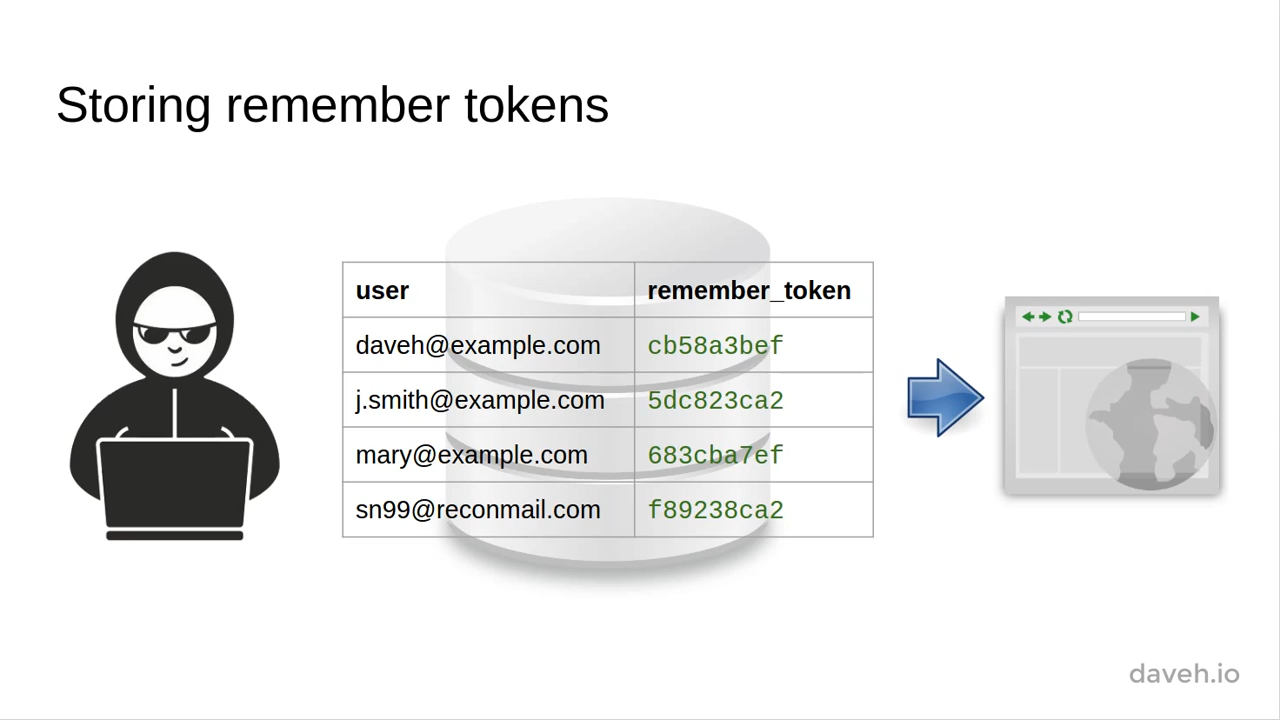 Storing remember tokens
user remember_token
daveh@example.com cb58a3bef
j.smith@example.com 5dc823ca2
mary@example.com 683cba7ef
sn99@reconmail.com f89238ca2
daveh.io